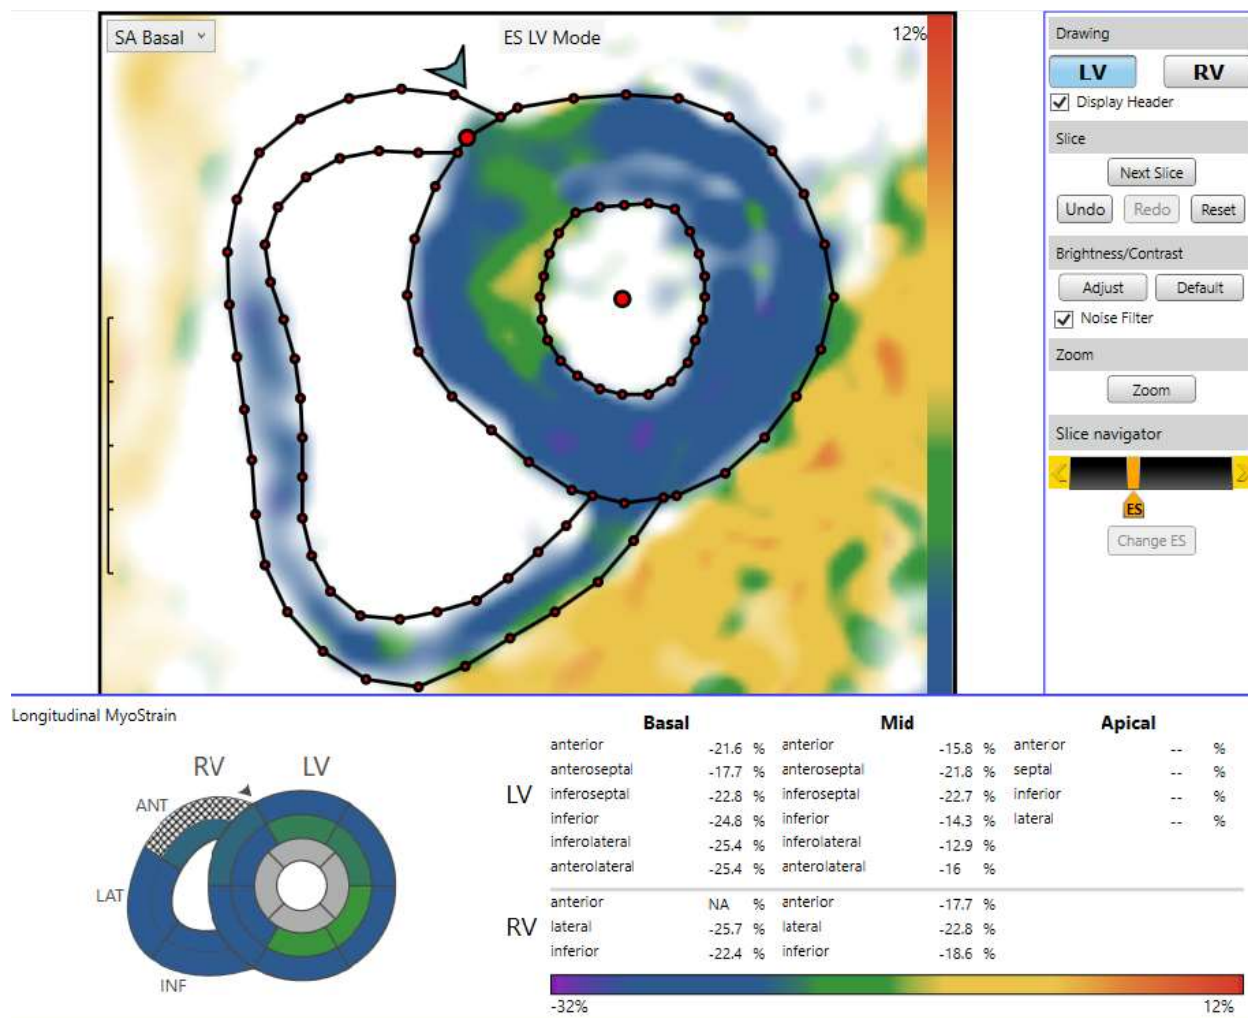 SA Basal
ES LV Mode
12%
Drawing
LV RV
Display Header
Slice
Next Slice
Undo Redo Reset
Brightness/Contrast
Adjust Default
Noise Filter
Zoom
Zoom
Slice navigator
ES
Change ES
Longitudinal MyoStrain
RV LV
ANT
LAT
INF
Basal Mid Apical
LV
anterior -21.6 % anterior -15.8 % anterior -- %
anteroseptal -17.7 % anteroseptal -21.8 % septal -- %
inferoseptal -22.8 % inferoseptal -22.7 % inferior -- %
inferior -24.8 % inferior -14.3 % lateral -- %
inferolateral -25.4 % inferolateral -12.9 %
anterolateral -25.4 % anterolateral -16 %
RV
anterior NA % anterior -17.7 %
lateral -25.7 % lateral -22.8 %
inferior -22.4 % inferior -18.6 %
-32% 12%